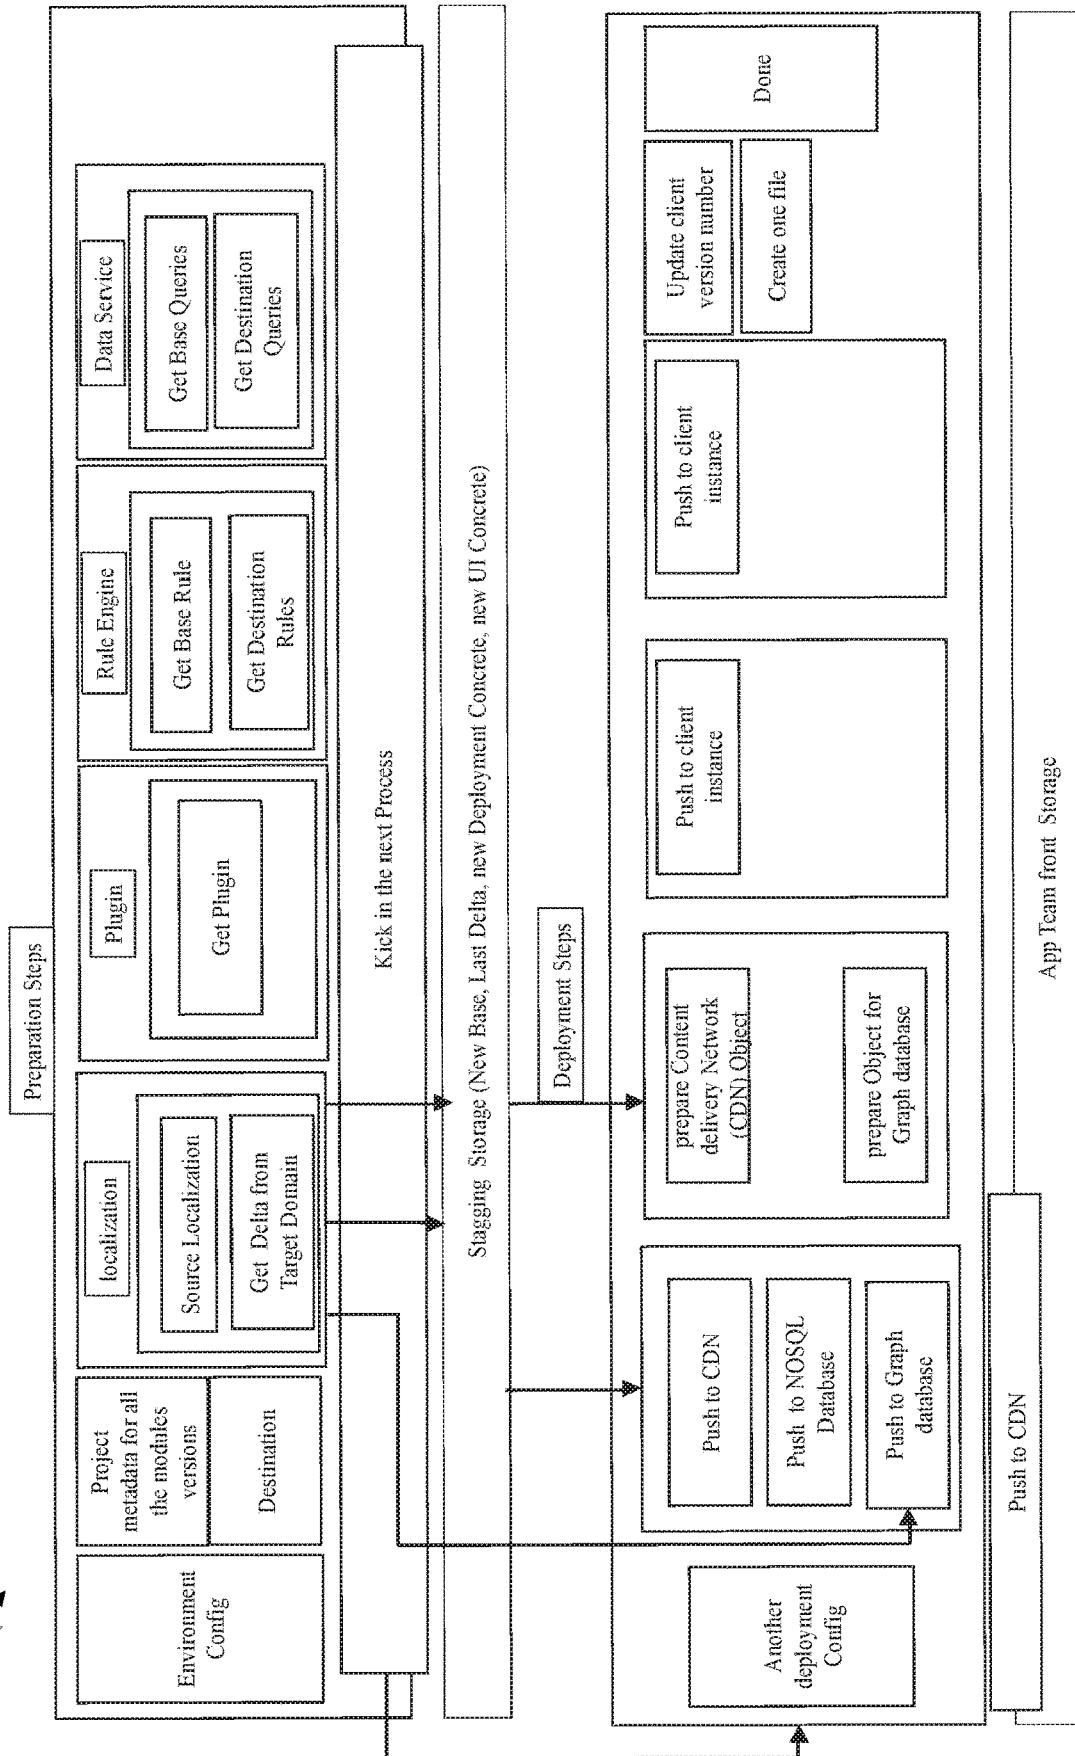 Preparation Steps
Environment
Config
Project
metadata for all
the modules
versions
Destination
localization
Source Localization
Get Delta from
Target Domain
Plugin
Get Plugin
Rule Engine
Get Base Rule
Get Destination
Rules
Data Service
Get Base Queries
Get Destination
Queries
Kick in the next Process
Stagging Storage (New Base, Last Delta, new Deployment Concrete, new UI Concrete)
Deployment Steps
Another
deployment
Config
Push to CDN
Push to NOSQL
Database
Push to Graph
database
prepare Content
delivery Network
(CDN) Object
prepare Object for
Graph database
Push to client
instance
Push to client
instance
Update client
version number
Create one file
Done
Push to CDN
App Team front Storage